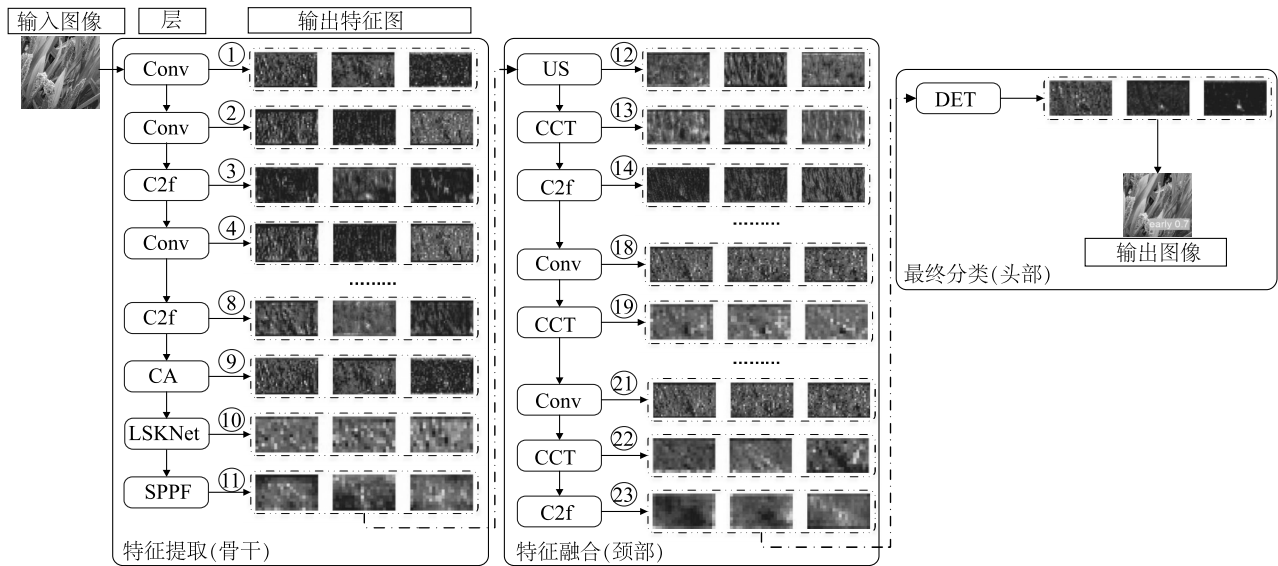 输入图像
层
输出特征图
Conv
①
Conv
②
C2f
③
Conv
④
………
C2f
⑧
CA
⑨
LSKNet
⑩
SPPF
⑪
特征提取(骨干)
US
⑫
CCT
⑬
C2f
⑭
………
Conv
⑱
CCT
⑲
………
Conv
㉑
CCT
㉒
C2f
㉓
特征融合(颈部)
DET
early 0.7
输出图像
最终分类(头部)